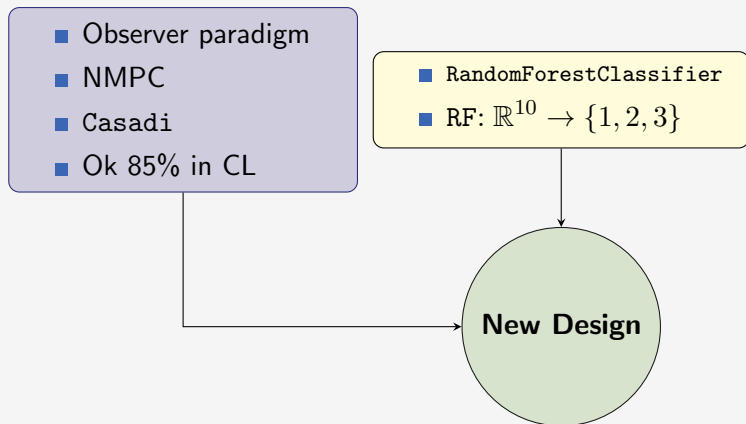 Observer paradigm
NMPC
Casadi
Ok 85% in CL
RandomForestClassifier
RF: ℝ¹⁰ → {1, 2, 3}
New Design